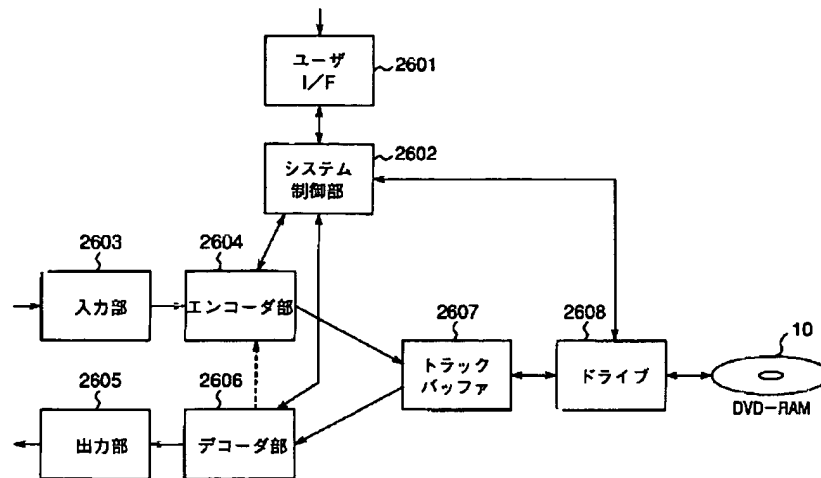 ユーザ
I/F
2601
システム
制御部
2602
2603
入力部
2604
エンコーダ部
2605
出力部
2606
デコーダ部
2607
トラック
バッファ
2608
ドライブ
10
DVD-RAM